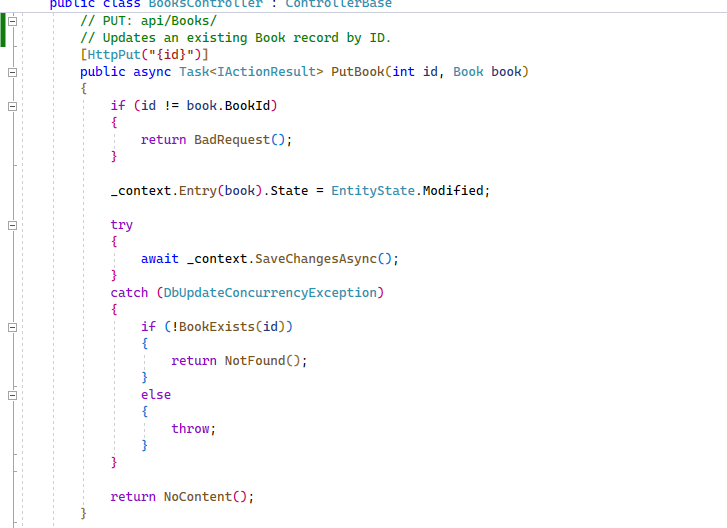 public class BooksController : ControllerBase
// PUT: api/Books/
// Updates an existing Book record by ID.
[HttpPut("{id}")]
public async Task<IActionResult> PutBook(int id, Book book)
{
if (id != book.BookId)
{
return BadRequest();
}
_context.Entry(book).State = EntityState.Modified;
try
{
await _context.SaveChangesAsync();
}
catch (DbUpdateConcurrencyException)
{
if (!BookExists(id))
{
return NotFound();
}
else
{
throw;
}
}
return NoContent();
}